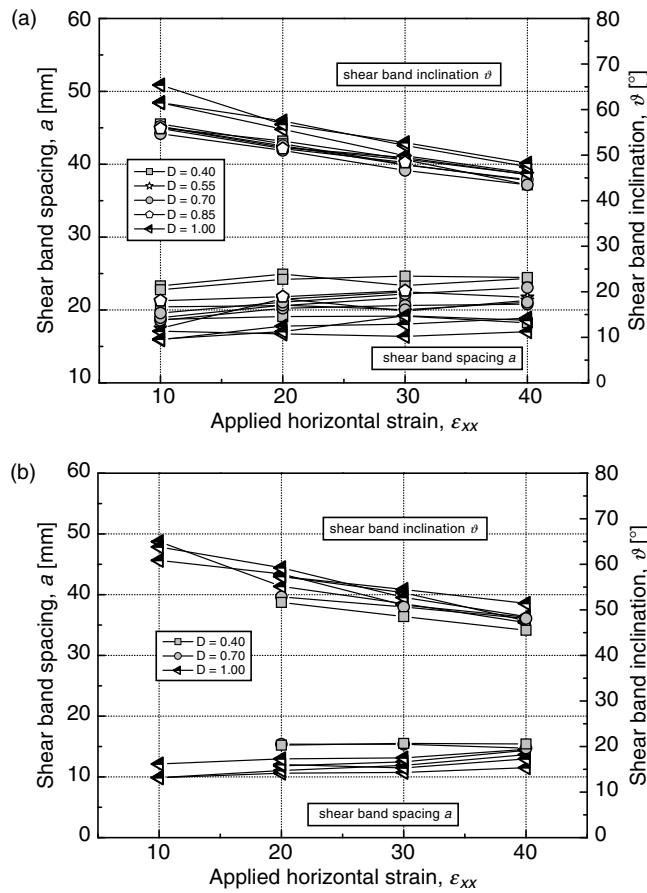 (a)
60
50
40
30
20
10
Shear band spacing, a [mm]
80
70
60
50
40
30
20
10
0
Shear band inclination, ϑ [°]
shear band inclination ϑ
D = 0.40
D = 0.55
D = 0.70
D = 0.85
D = 1.00
shear band spacing a
10 20 30 40
Applied horizontal strain, εxx
(b)
60
50
40
30
20
10
0
Shear band spacing, a [mm]
80
70
60
50
40
30
20
10
0
Shear band inclination, ϑ [°]
shear band inclination ϑ
D = 0.40
D = 0.70
D = 1.00
shear band spacing a
10 20 30 40
Applied horizontal strain, εxx